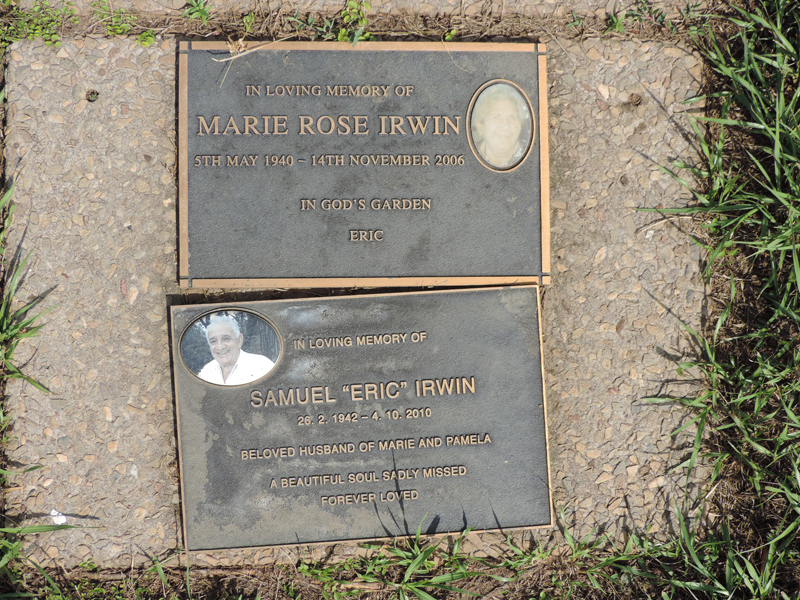 IN LOVING MEMORY OF
MARIE ROSE IRWIN
5TH MAY 1940 – 14TH NOVEMBER 2006
IN GOD'S GARDEN
ERIC
IN LOVING MEMORY OF
SAMUEL "ERIC" IRWIN
26. 2. 1942 – 4. 10. 2010
BELOVED HUSBAND OF MARIE AND PAMELA
A BEAUTIFUL SOUL SADLY MISSED
FOREVER LOVED